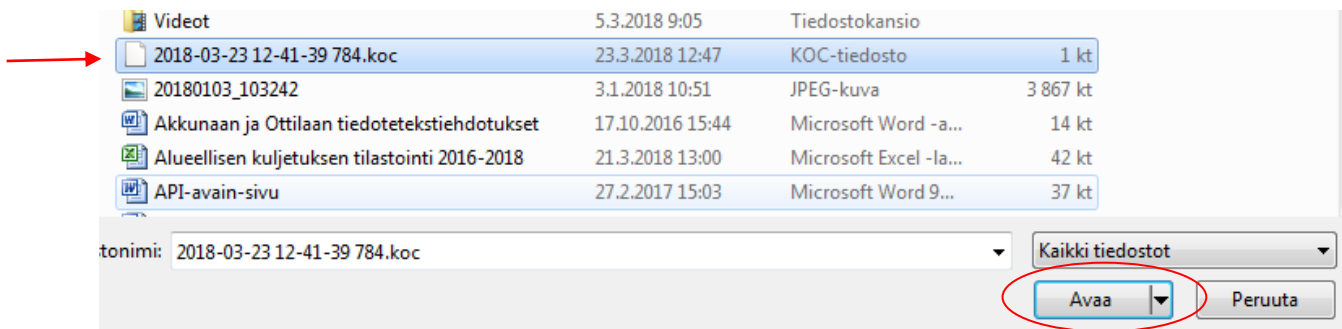 Videot 5.3.2018 9:05 Tiedostokansio
2018-03-23 12-41-39 784.koc 23.3.2018 12:47 KOC-tiedosto 1 kt
20180103_103242 3.1.2018 10:51 JPEG-kuva 3 867 kt
Akkunaan ja Ottilaan tiedotetekstiehdotukset 17.10.2016 15:44 Microsoft Word -a... 14 kt
Alueellisen kuljetuksen tilastointi 2016-2018 21.3.2018 13:00 Microsoft Excel -la... 42 kt
API-avain-sivu 27.2.2017 15:03 Microsoft Word 9... 37 kt
tonimi: 2018-03-23 12-41-39 784.koc Kaikki tiedostot
Avaa Peruuta